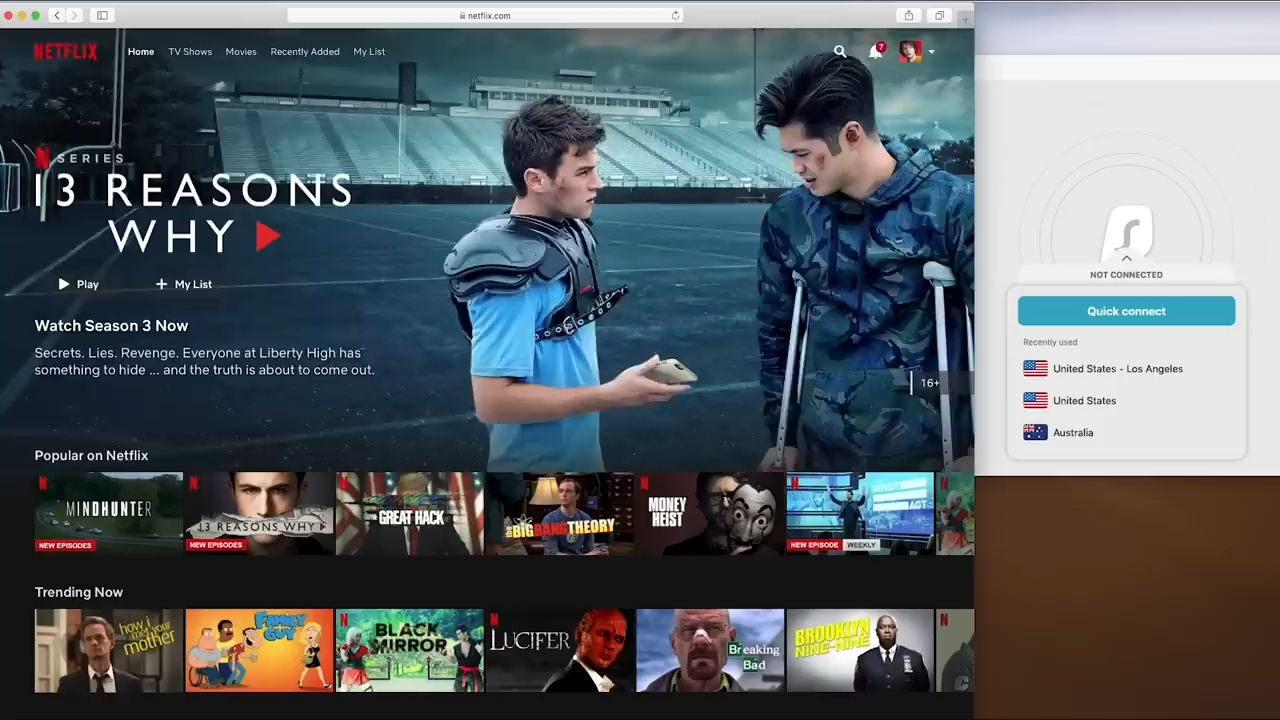 netflix.com
NETFLIX
Home
TV Shows
Movies
Recently Added
My List
7
N SERIES
13 REASONS
WHY
Play
My List
Watch Season 3 Now
Secrets. Lies. Revenge. Everyone at Liberty High has
something to hide ... and the truth is about to come out.
16+
Popular on Netflix
MINDHUNTER
NEW EPISODES
13 REASONS WHY
NEW EPISODES
GREAT HACK
THE BIG BANG THEORY
MONEY
HEIST
PATRIOT
ACT
NEW EPISODE
WEEKLY
Trending Now
how i
met your
mother
FAMILY
GUY
BLACK
MIRROR
LUCIFER
Breaking
Bad
BROOKLYN
NINE-NINE
NOT CONNECTED
Quick connect
Recently used
United States - Los Angeles
United States
Australia